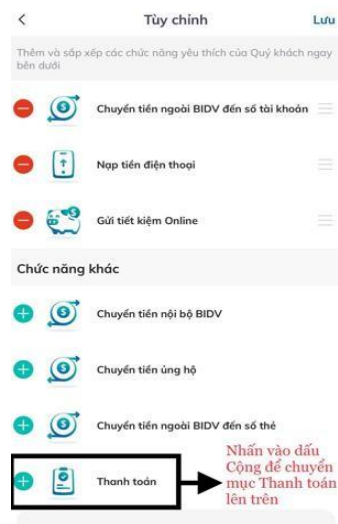 Tùy chỉnh
Lưu
Thêm và sắp xếp các chức năng yêu thích của Quý khách ngay
bên dưới
Chuyển tiền ngoài BIDV đến số tài khoản
Nạp tiền điện thoại
Gửi tiết kiệm Online
Chức năng khác
Chuyển tiền nội bộ BIDV
Chuyển tiền ủng hộ
Chuyển tiền ngoài BIDV đến số thẻ
Thanh toán
Nhấn vào dấu
Cộng để chuyển
mục Thanh toán
lên trên